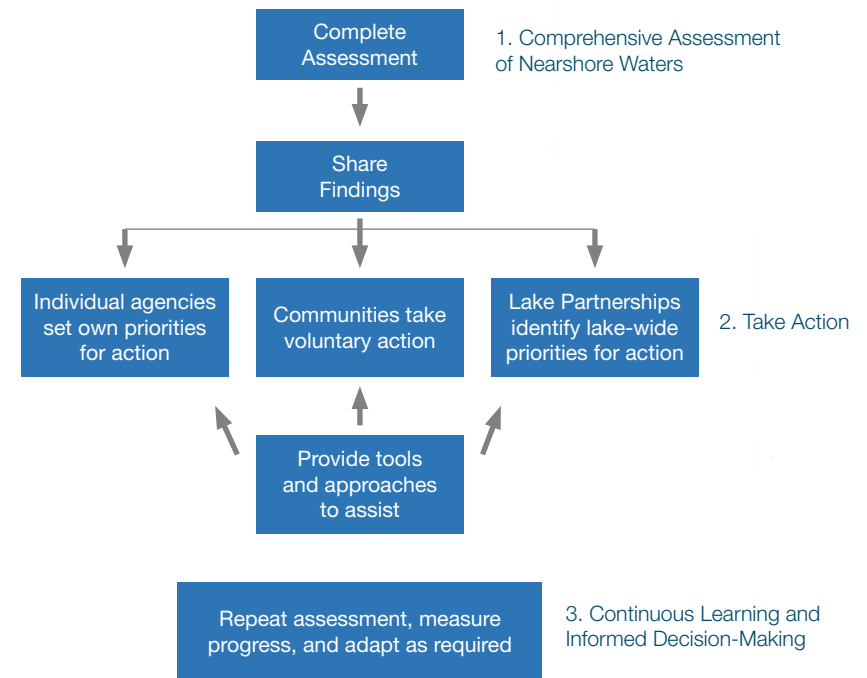 Complete
Assessment
1. Comprehensive Assessment
of Nearshore Waters
Share
Findings
Individual agencies
set own priorities
for action
Communities take
voluntary action
Lake Partnerships
identify lake-wide
priorities for action
2. Take Action
Provide tools
and approaches
to assist
Repeat assessment, measure
progress, and adapt as required
3. Continuous Learning and
Informed Decision-Making